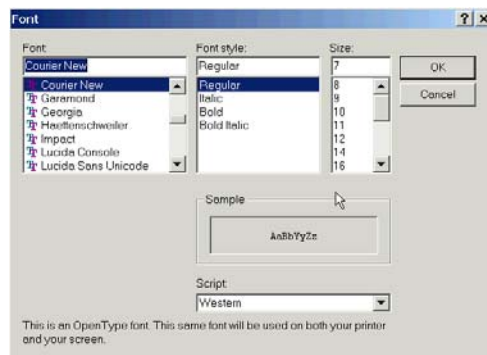 Font
Font: Font style: Size:
Courier New Regular 7 OK
Courier New Regular 8 Cancel
Garamond Italic 9
Georgia Bold 10
Haettenschweiler Bold Italic 11
Impact 12
Lucida Console 14
Lucida Sans Unicode 16
Sample
AaBbYyZz
Script:
Western
This is an OpenType font. This same font will be used on both your printer
and your screen.